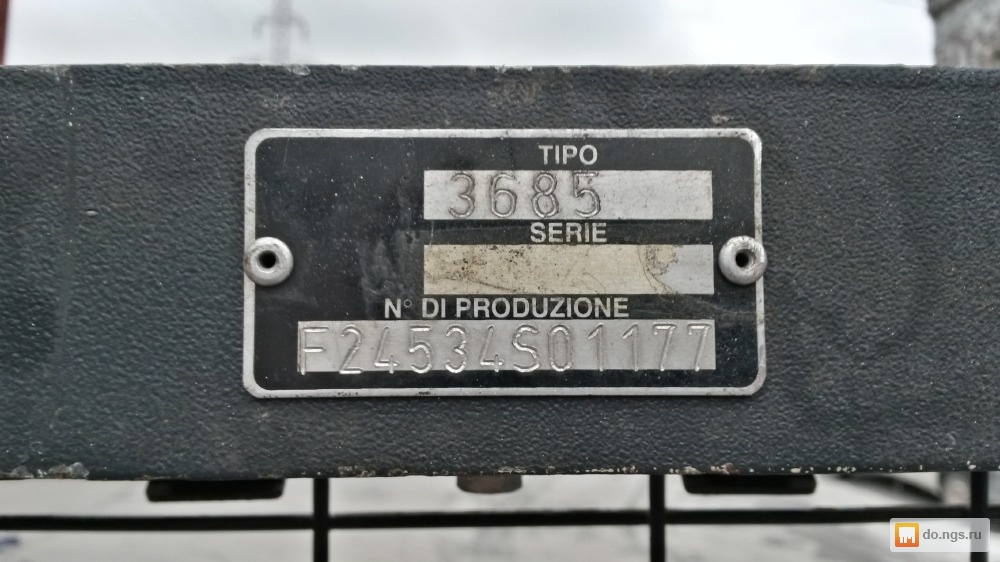 TIPO
3685
SERIE
N° DI PRODUZIONE
F24534S01177
do.ngs.ru